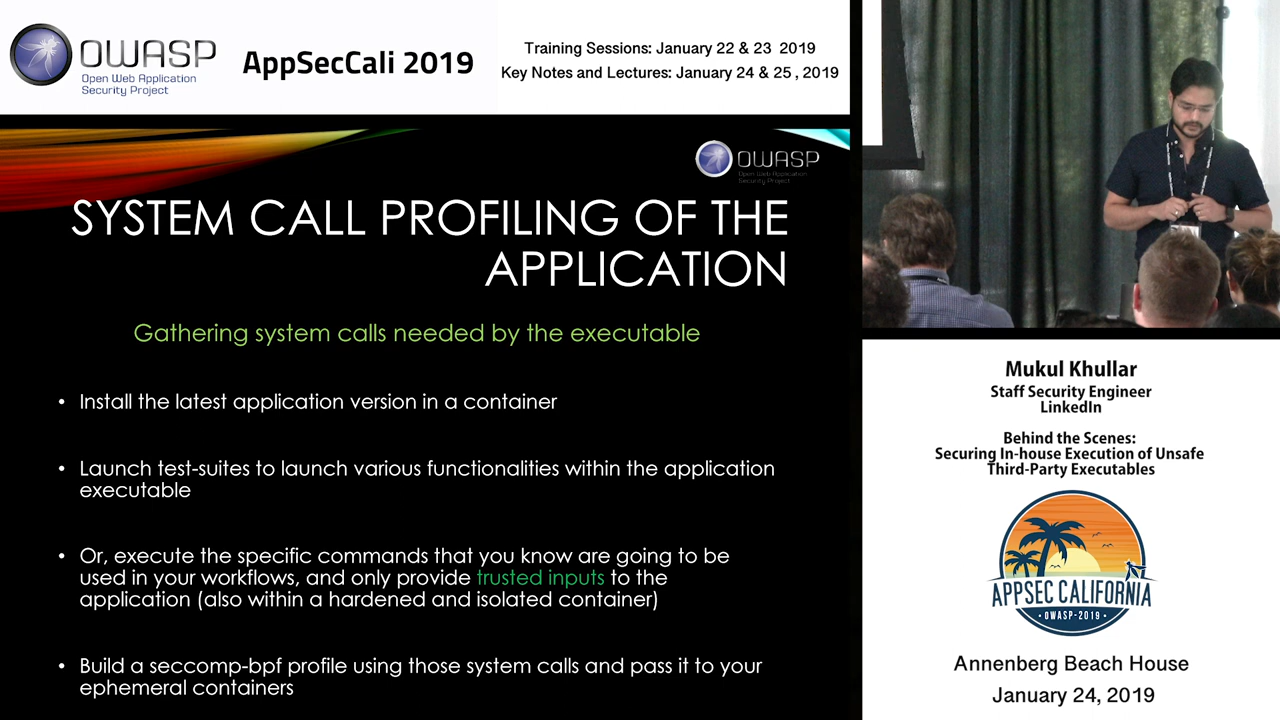 OWASP
Open Web Application
Security Project
AppSecCali 2019
Training Sessions: January 22 & 23 2019
Key Notes and Lectures: January 24 & 25 , 2019
OWASP
Open Web Application
Security Project
SYSTEM CALL PROFILING OF THE
APPLICATION
Gathering system calls needed by the executable
• Install the latest application version in a container
• Launch test-suites to launch various functionalities within the application
executable
• Or, execute the specific commands that you know are going to be
used in your workflows, and only provide trusted inputs to the
application (also within a hardened and isolated container)
• Build a seccomp-bpf profile using those system calls and pass it to your
ephemeral containers
Mukul Khullar
Staff Security Engineer
LinkedIn
Behind the Scenes:
Securing In-house Execution of Unsafe
Third-Party Executables
APPSEC CALIFORNIA
• OWASP-2019 •
Annenberg Beach House
January 24, 2019